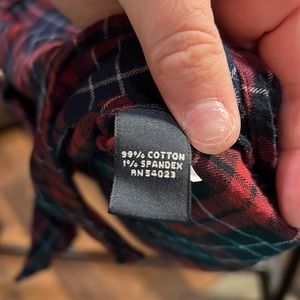 99% COTTON
1% SPANDEX
RN 54023